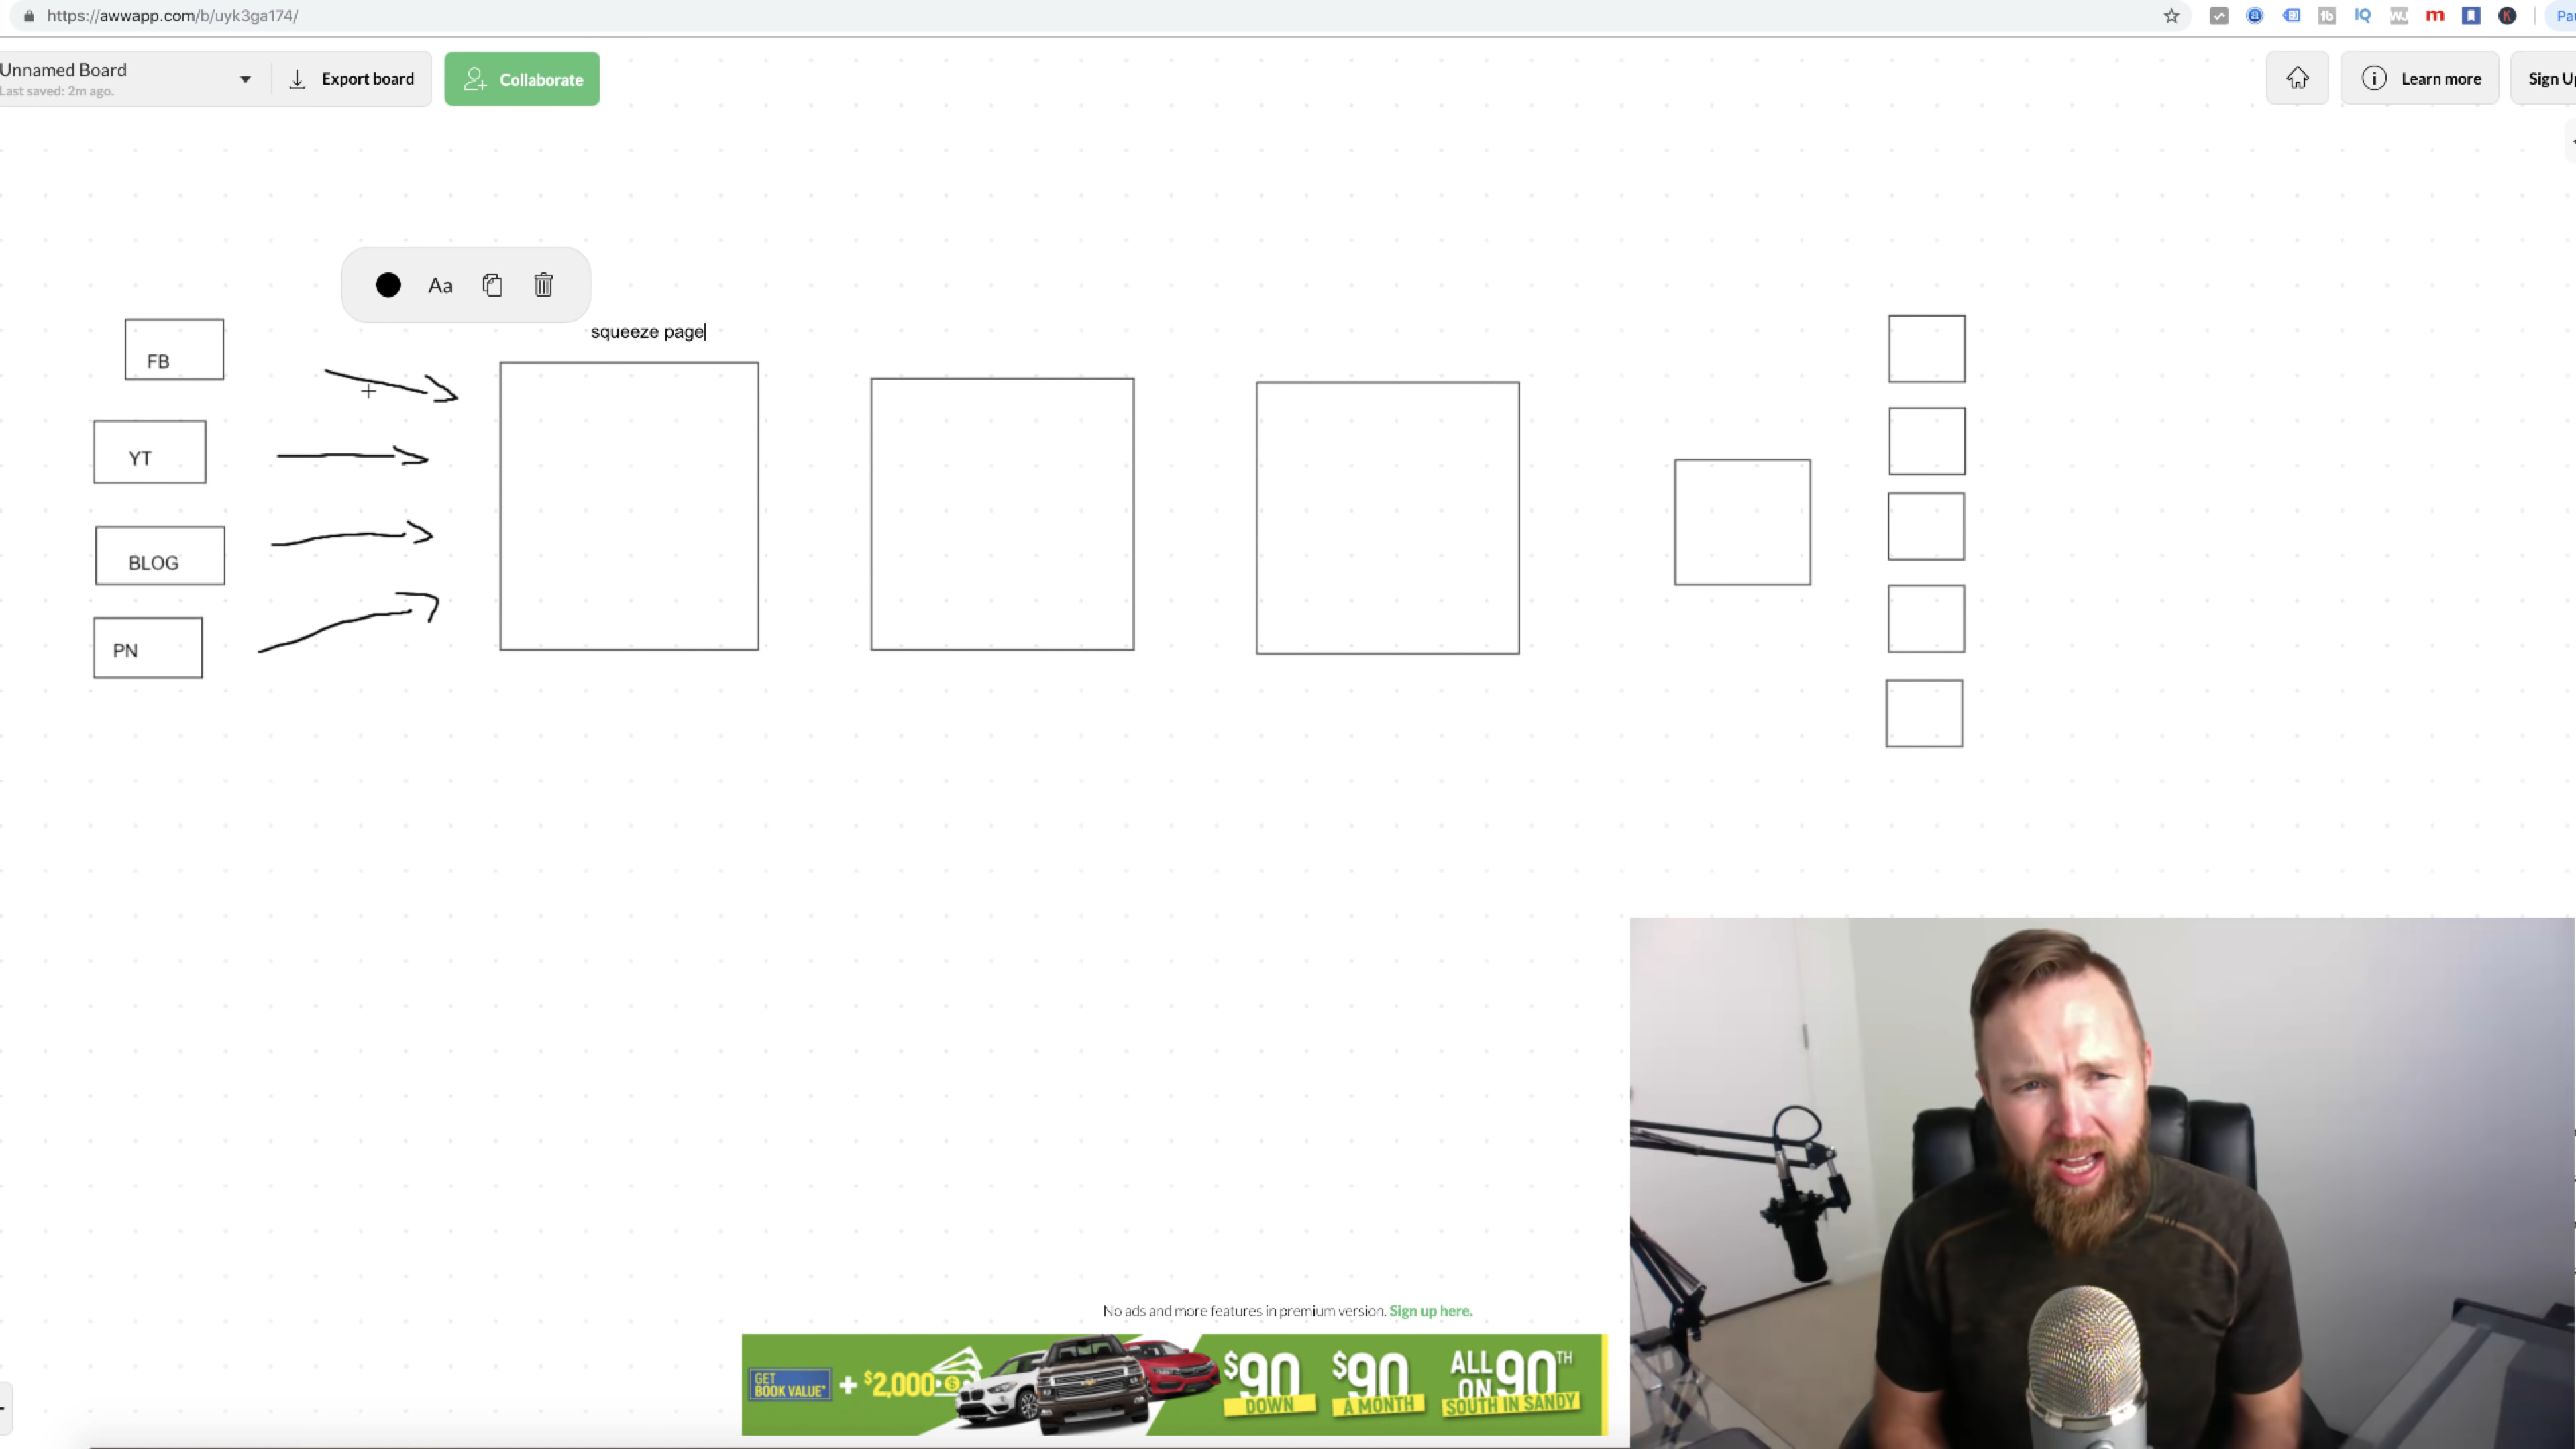 https://awwapp.com/b/uyk3ga174/
Unnamed Board
Last saved: 2m ago.
Export board
Collaborate
Learn more
Aa
squeeze page
FB
YT
BLOG
PN
No ads and more features in premium version. Sign up here.
GET BOOK VALUE* + $2,000
$90 DOWN
$90 A MONTH
ALL ON 90TH SOUTH IN SANDY